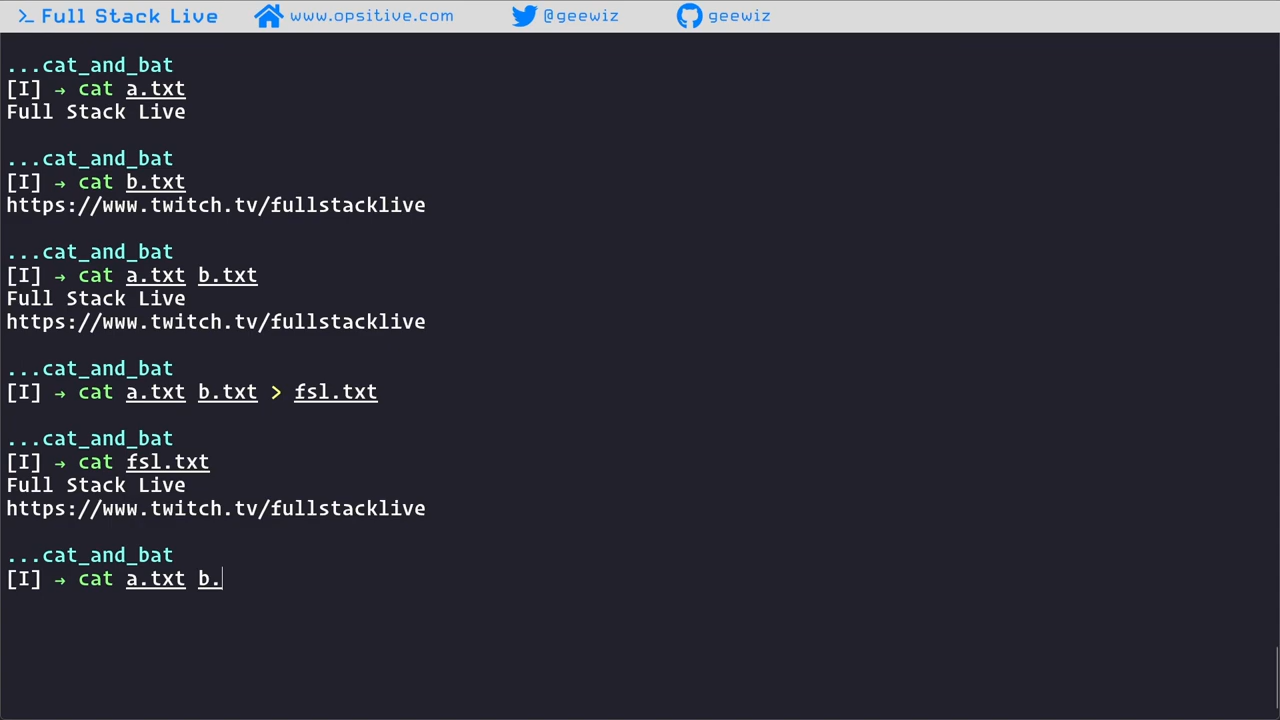 >_ Full Stack Live www.opsitive.com @geewiz geewiz
...cat_and_bat
[I] → cat a.txt
Full Stack Live
...cat_and_bat
[I] → cat b.txt
https://www.twitch.tv/fullstacklive
...cat_and_bat
[I] → cat a.txt b.txt
Full Stack Live
https://www.twitch.tv/fullstacklive
...cat_and_bat
[I] → cat a.txt b.txt > fsl.txt
...cat_and_bat
[I] → cat fsl.txt
Full Stack Live
https://www.twitch.tv/fullstacklive
...cat_and_bat
[I] → cat a.txt b.